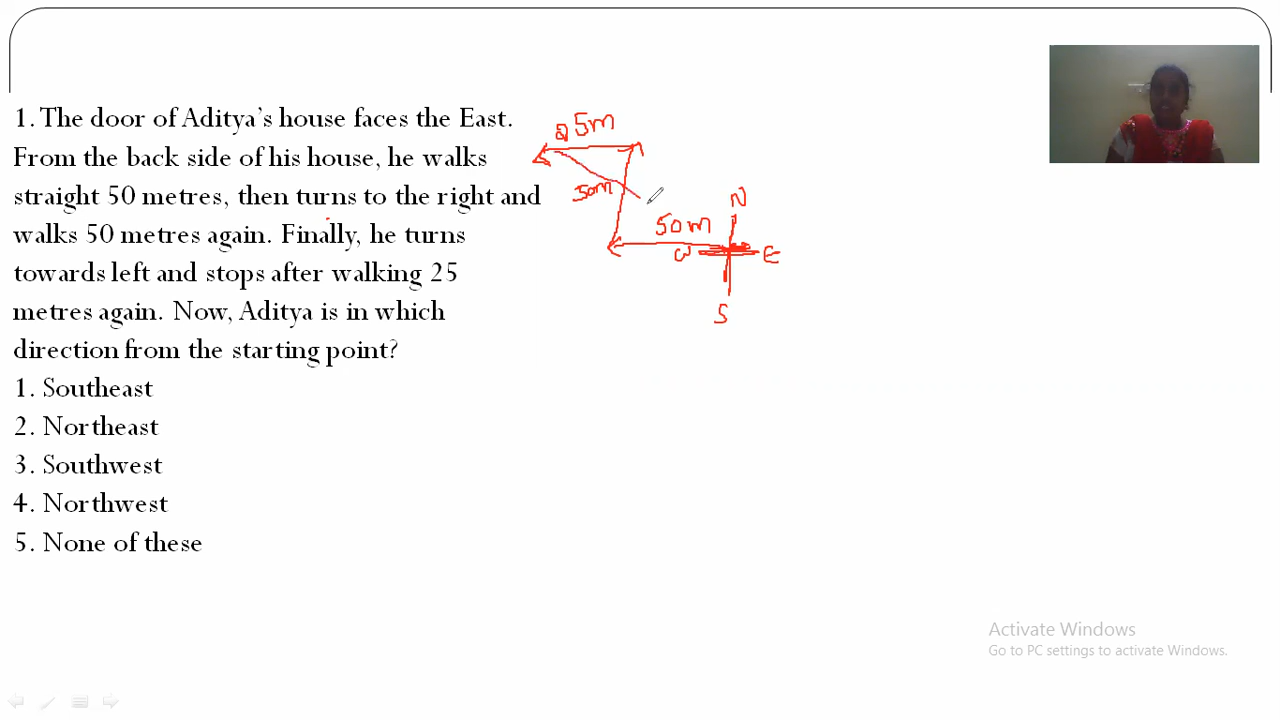 1. The door of Aditya's house faces the East.
From the back side of his house, he walks
straight 50 metres, then turns to the right and
walks 50 metres again. Finally, he turns
towards left and stops after walking 25
metres again. Now, Aditya is in which
direction from the starting point?
1. Southeast
2. Northeast
3. Southwest
4. Northwest
5. None of these
25m
50m
50m
N
W
E
S
Activate Windows
Go to PC settings to activate Windows.